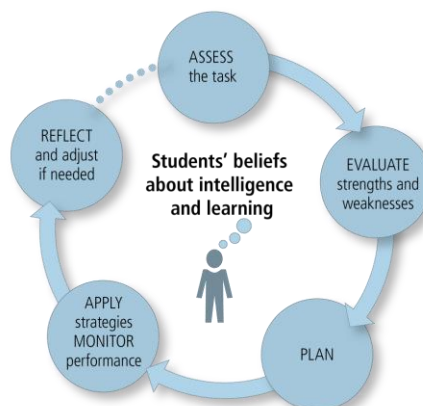 ASSESS
the task
EVALUATE
strengths and
weaknesses
PLAN
APPLY
strategies
MONITOR
performance
REFLECT
and adjust
if needed
Students' beliefs
about intelligence
and learning